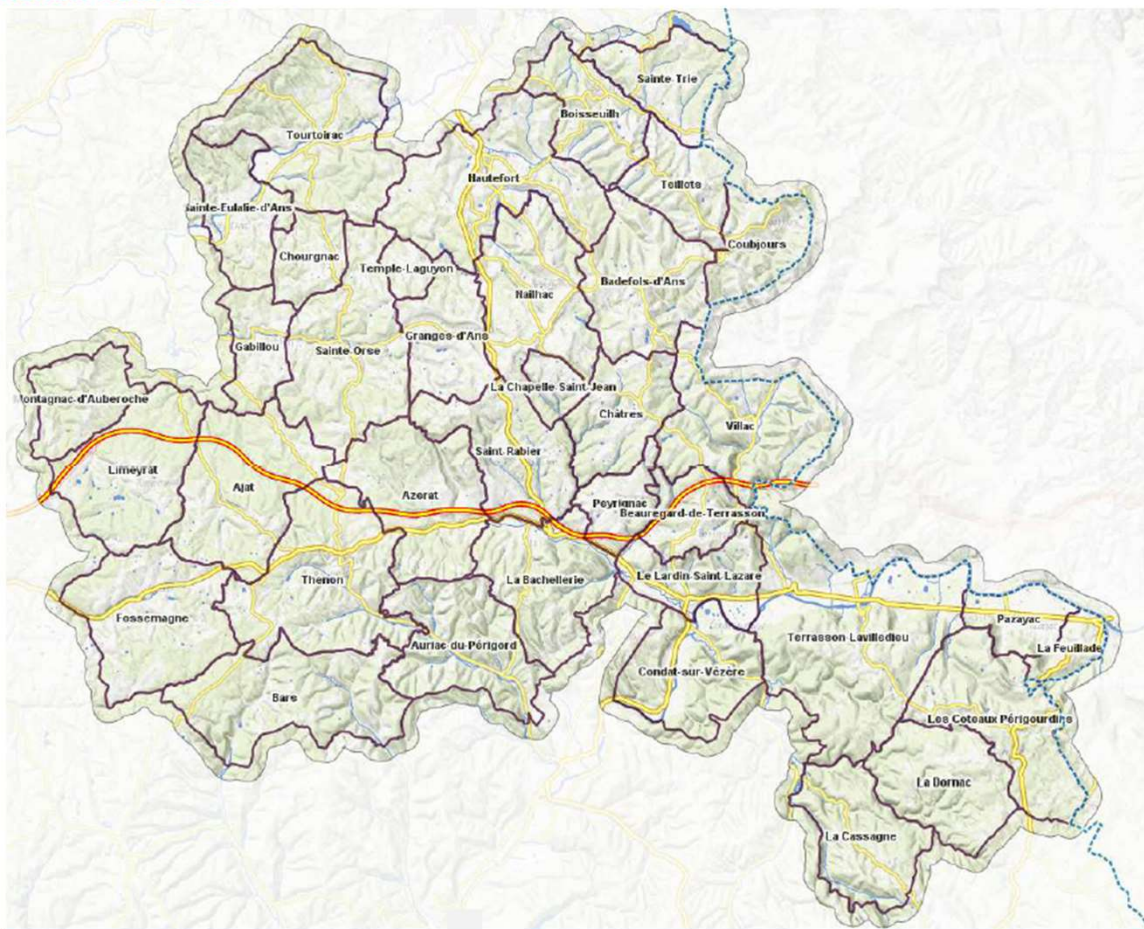 Sainte-Trie
Boisseuilh
Tourtoirac
Hautefort
Teillots
Sainte-Eulalie-d'Ans
Coubjours
Chourgnac
Temple-Laguyon
Badefols-d'Ans
Nailhac
Granges-d'Ans
Gabillou
Sainte-Orse
La Chapelle-Saint-Jean
Montagnac-d'Auberoche
Châtres
Villac
Saint-Rabier
Limeyrat
Ajat
Azerat
Peyrignac
Beauregard-de-Terrasson
Thenon
La Bachellerie
Le Lardin-Saint-Lazare
Fossemagne
Pazayac
Terrasson-Lavilledieu
Auriac-du-Périgord
La Feuillade
Condat-sur-Vézère
Bars
Les Coteaux Périgourdins
La Dornac
La Cassagne